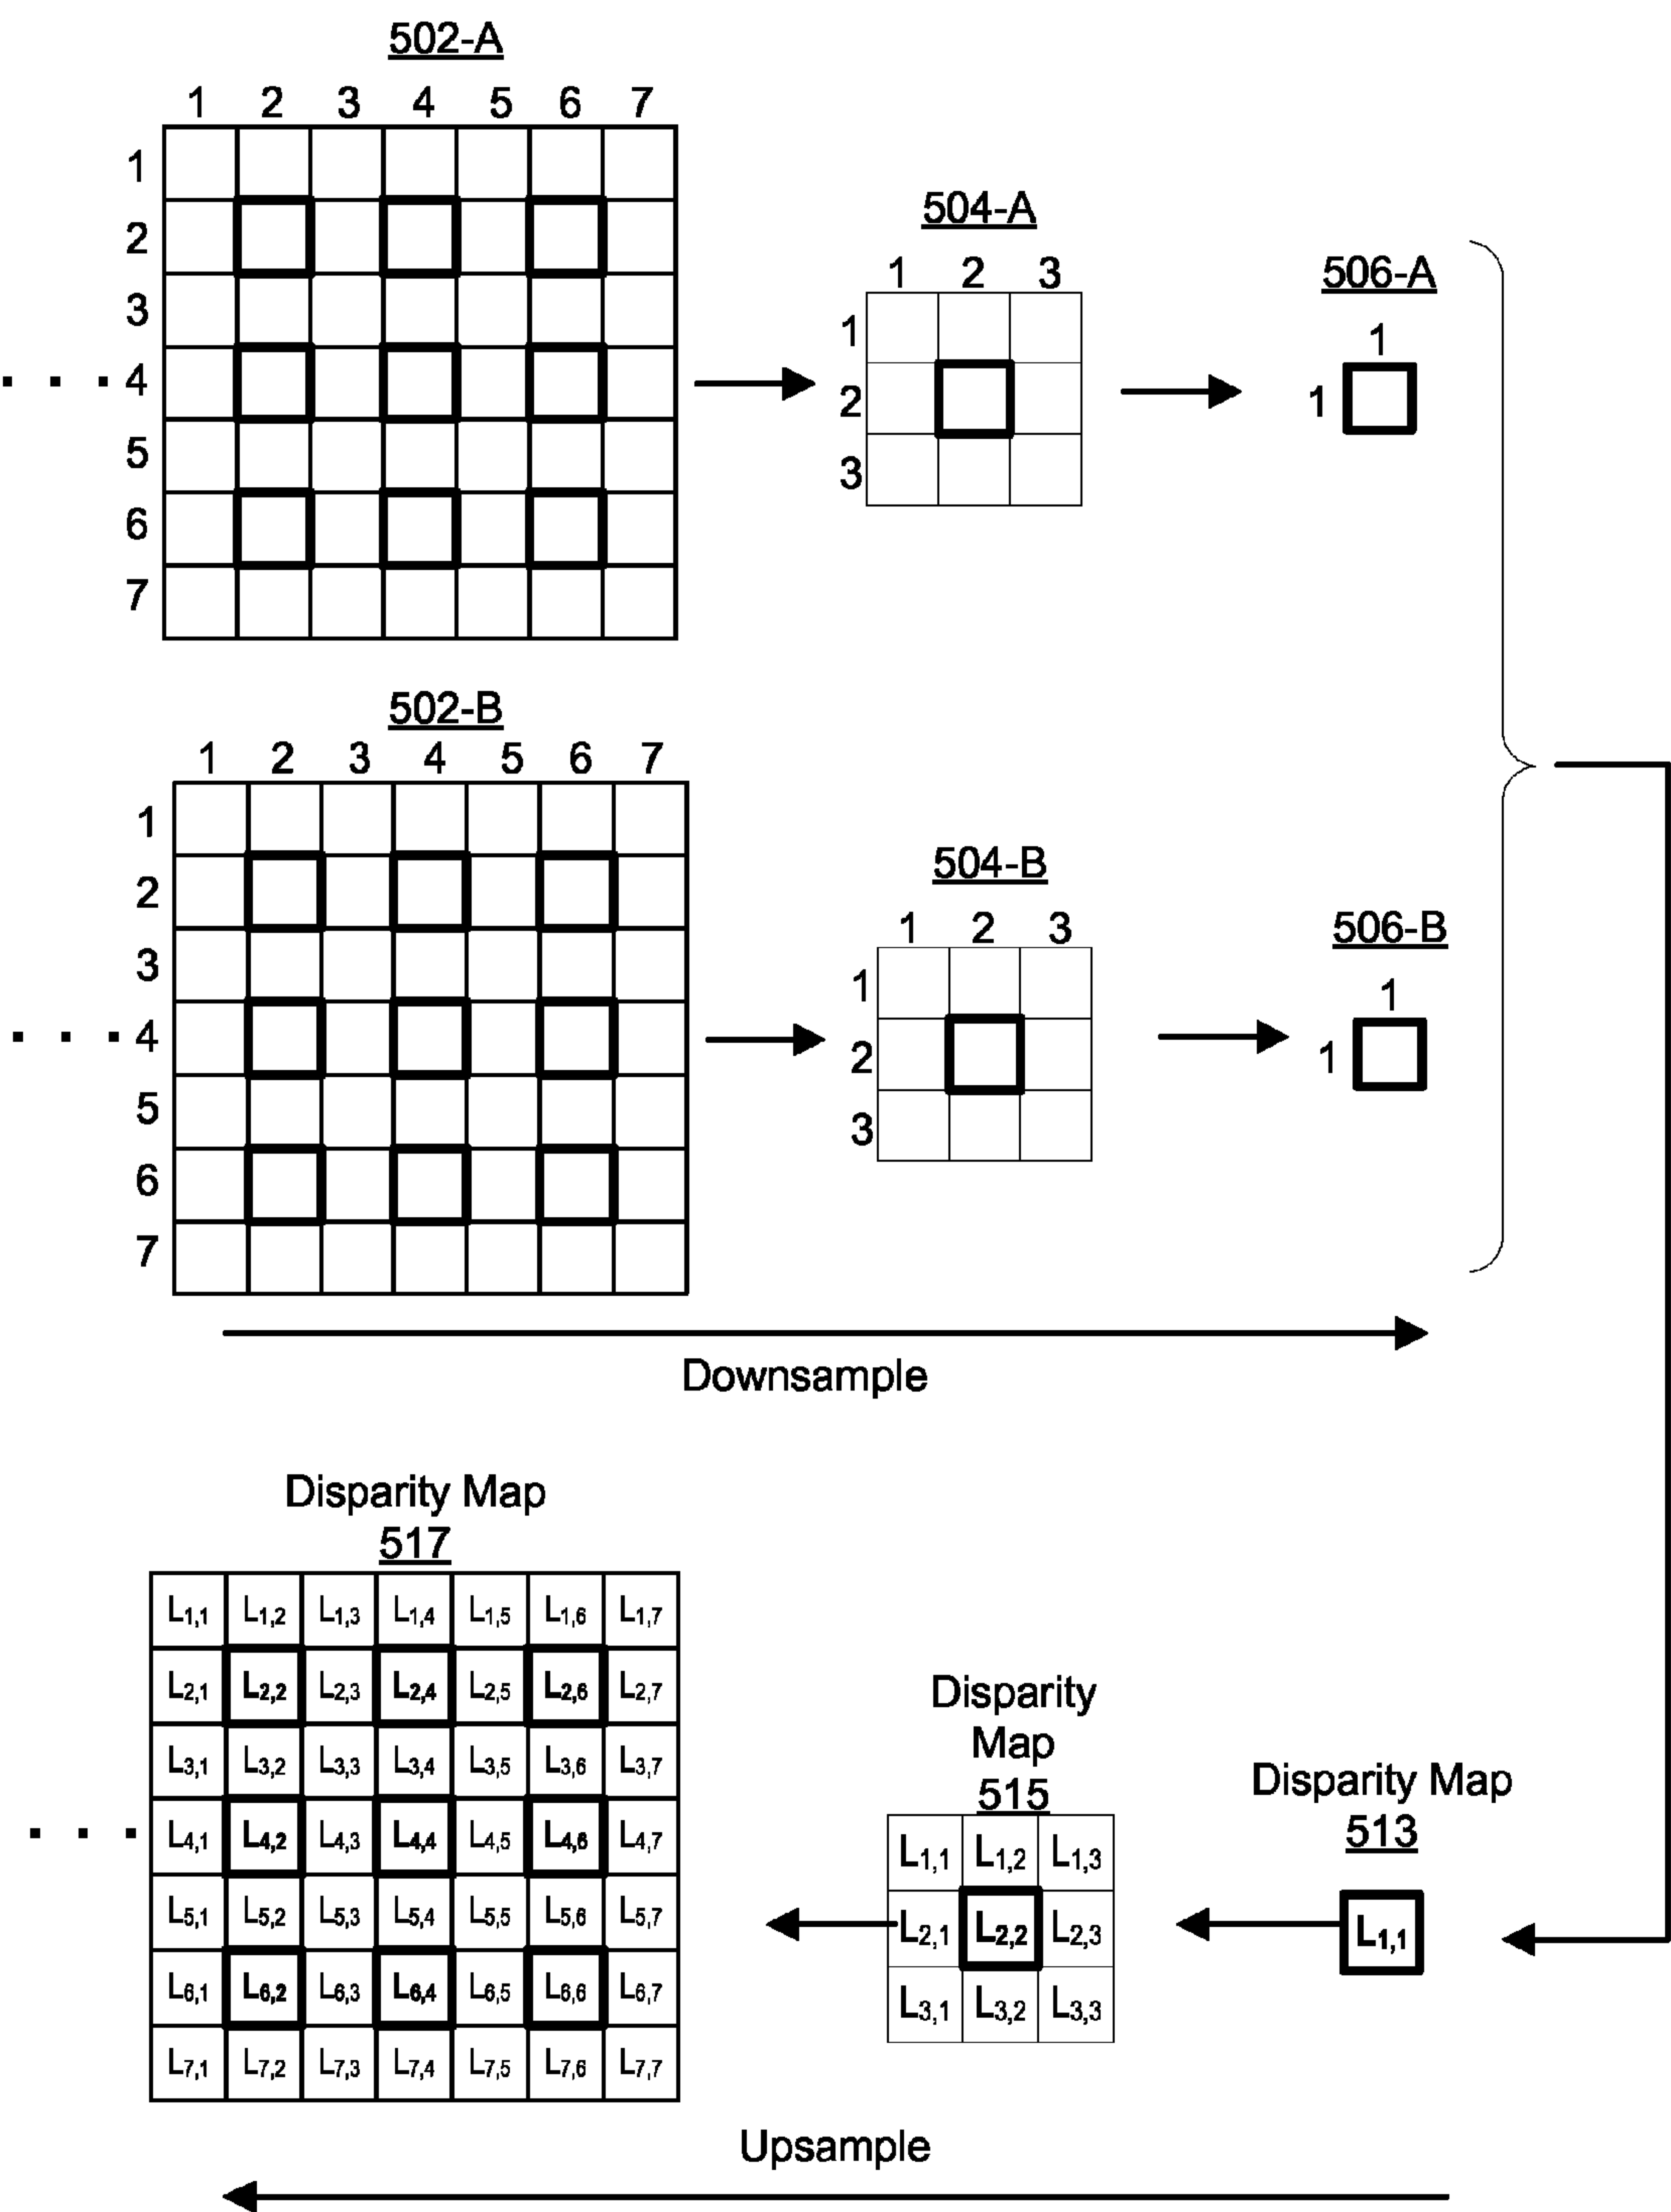 502-A
1 2 3 4 5 6 7
1
2
3
. . . 4
5
6
7
504-A
1 2 3
1
2
3
506-A
1
1
502-B
1 2 3 4 5 6 7
1
2
3
. . . 4
5
6
7
504-B
1 2 3
1
2
3
506-B
1
1
Downsample
Disparity Map
517
L1,1 L1,2 L1,3 L1,4 L1,5 L1,6 L1,7
L2,1 L2,2 L2,3 L2,4 L2,5 L2,6 L2,7
L3,1 L3,2 L3,3 L3,4 L3,5 L3,6 L3,7
. . . L4,1 L4,2 L4,3 L4,4 L4,5 L4,6 L4,7
L5,1 L5,2 L5,3 L5,4 L5,5 L5,6 L5,7
L6,1 L6,2 L6,3 L6,4 L6,5 L6,6 L6,7
L7,1 L7,2 L7,3 L7,4 L7,5 L7,6 L7,7
Disparity
Map
515
L1,1 L1,2 L1,3
L2,1 L2,2 L2,3
L3,1 L3,2 L3,3
Disparity Map
513
L1,1
Upsample